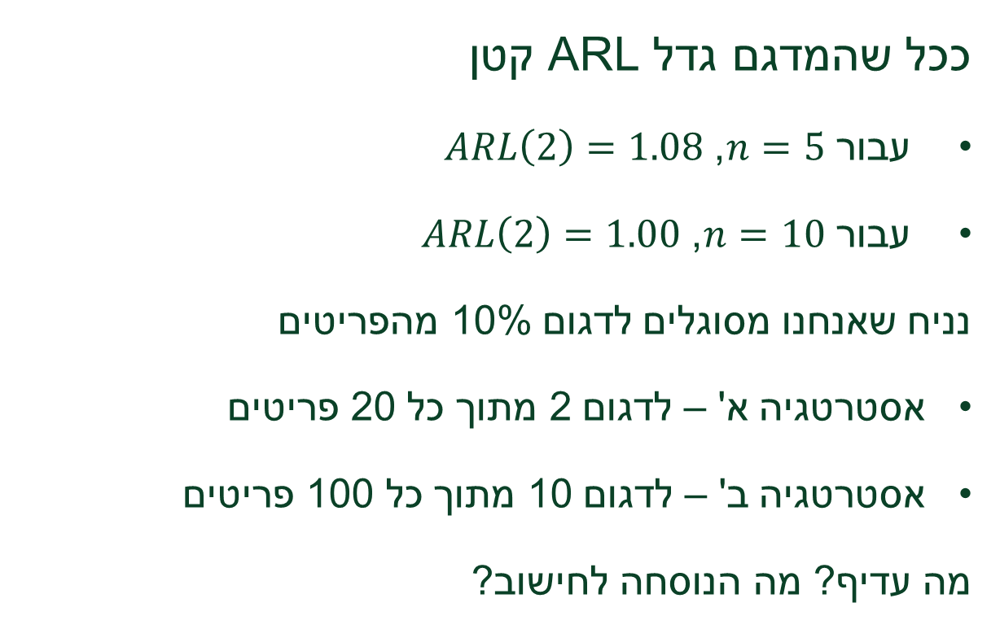 ככל שהמדגם גדל ARL קטן
• עבור n = 5, ARL(2) = 1.08
• עבור n = 10, ARL(2) = 1.00
נניח שאנחנו מסוגלים לדגום 10% מהפריטים
• אסטרטגיה א' – לדגום 2 מתוך כל 20 פריטים
• אסטרטגיה ב' – לדגום 10 מתוך כל 100 פריטים
מה עדיף? מה הנוסחה לחישוב?